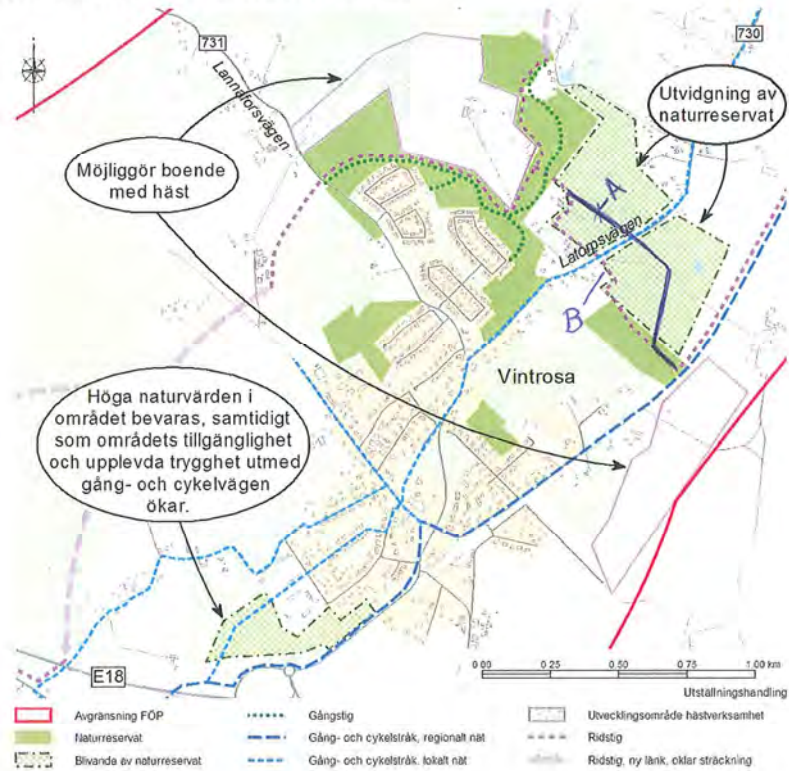 731
730
Lannaforsvägen
Utvidgning av
naturreservat
Möjliggör boende
med häst
A
Latorpsvägen
B
Vintrosa
Höga naturvärden i
området bevaras, samtidigt
som områdets tillgänglighet
och upplevda trygghet utmed
gång- och cykelvägen
ökar.
E18
0.00 0.25 0.50 0.75 1.00 km
Utställningshandling
Avgränsning FÖP
Naturreservat
Blivande av naturreservat
Gångstig
Gång- och cykelstråk, regionalt nät
Gång- och cykelstråk, lokalt nät
Utvecklingsområde hästverksamhet
Ridstig
Ridstig, ny länk, oklar sträckning